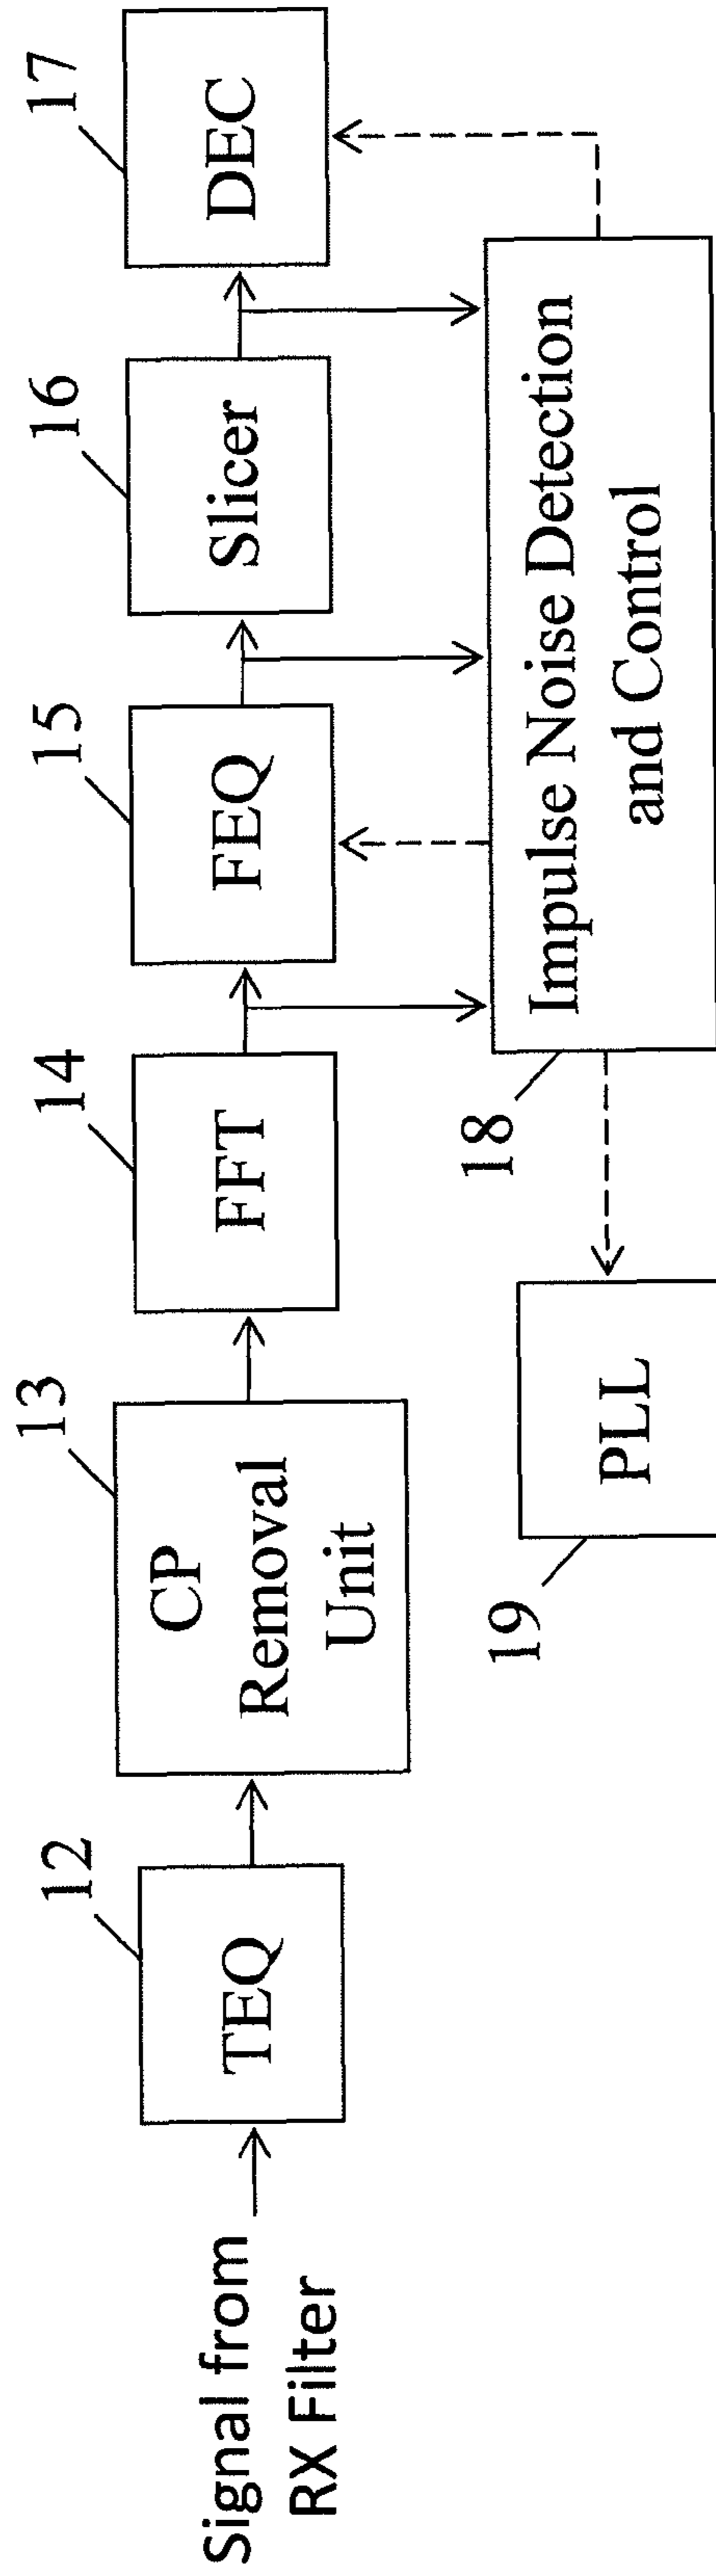 12
13
14
15
16
17
Signal from
RX Filter
TEQ
CP
Removal
Unit
FFT
FEQ
Slicer
DEC
19
PLL
18
Impulse Noise Detection
and Control